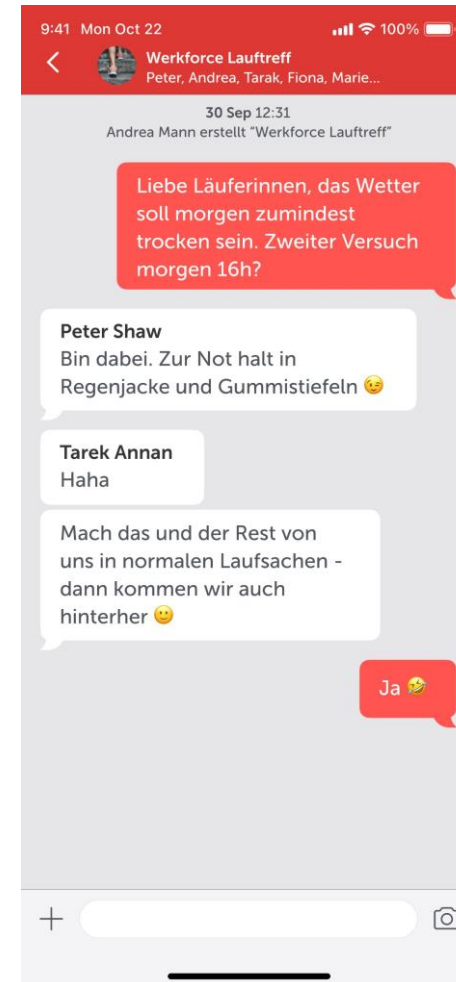 9:41 Mon Oct 22 100%
Werkforce Lauftreff
Peter, Andrea, Tarak, Fiona, Marie...
30 Sep 12:31
Andrea Mann erstellt "Werkforce Lauftreff"
Liebe Läuferinnen, das Wetter
soll morgen zumindest
trocken sein. Zweiter Versuch
morgen 16h?
Peter Shaw
Bin dabei. Zur Not halt in
Regenjacke und Gummistiefeln 😉
Tarek Annan
Haha
Mach das und der Rest von
uns in normalen Laufsachen -
dann kommen wir auch
hinterher 🙂
Ja 🤣